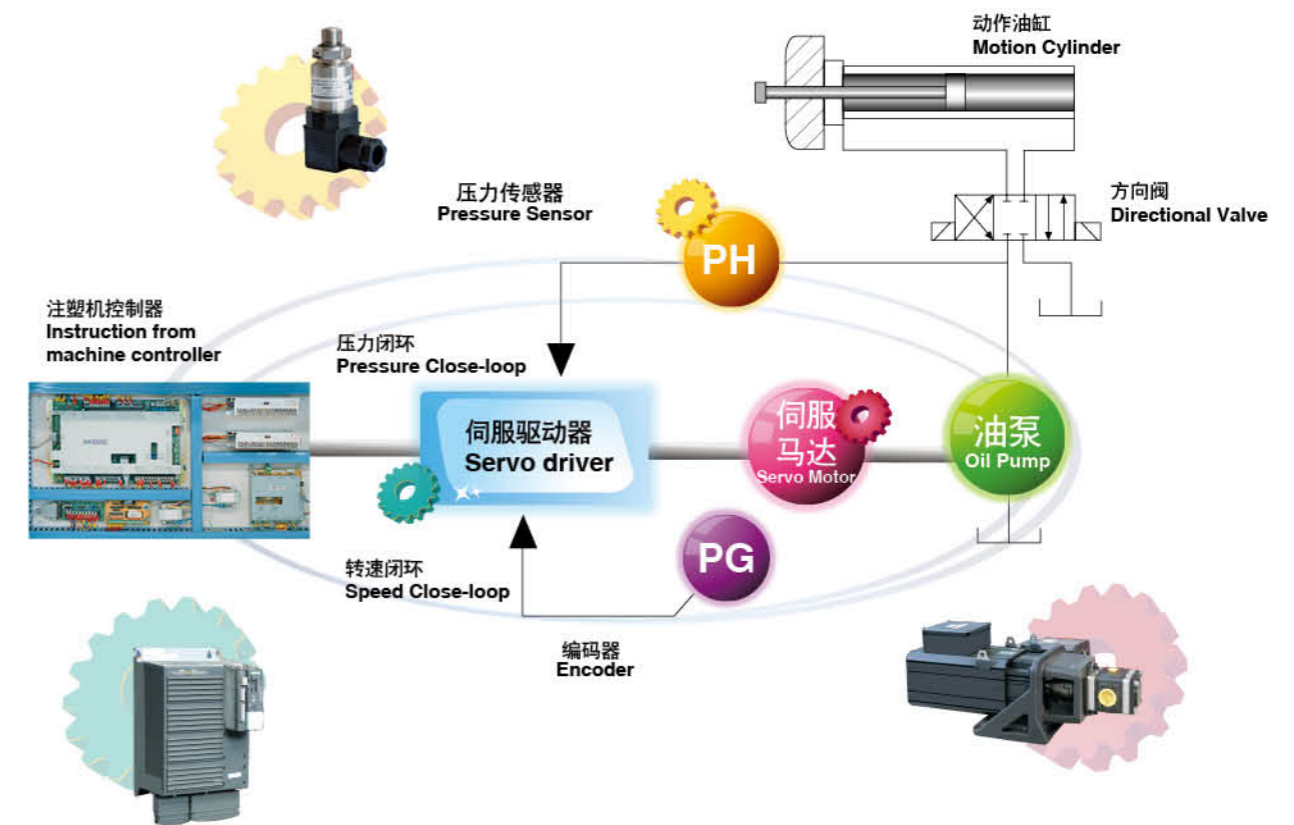 动作油缸
Motion Cylinder
压力传感器
Pressure Sensor
方向阀
Directional Valve
PH
注塑机控制器
Instruction from
machine controller
压力闭环
Pressure Close-loop
伺服驱动器
Servo driver
伺服
马达
Servo Motor
油泵
Oil Pump
PG
转速闭环
Speed Close-loop
编码器
Encoder